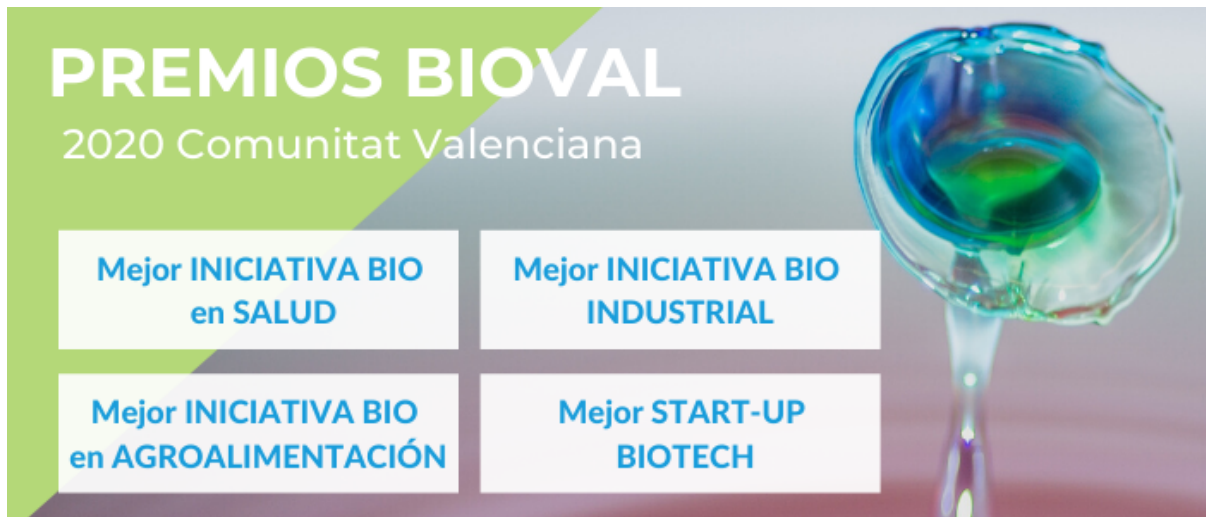 PREMIOS BIOVAL
2020 Comunitat Valenciana
Mejor INICIATIVA BIO
en SALUD
Mejor INICIATIVA BIO
INDUSTRIAL
Mejor INICIATIVA BIO
en AGROALIMENTACIÓN
Mejor START-UP
BIOTECH